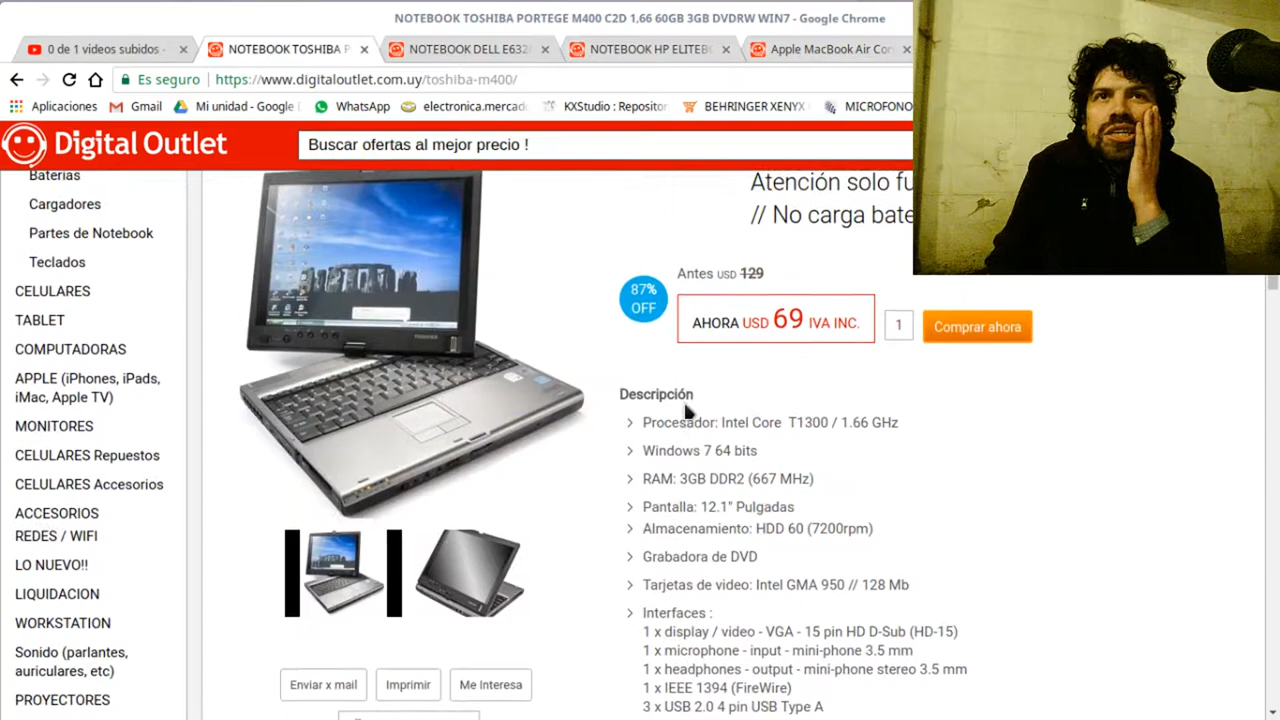 NOTEBOOK TOSHIBA PORTEGE M400 C2D 1,66 60GB 3GB DVDRW WIN7 - Google Chrome
0 de 1 videos subidos -
NOTEBOOK TOSHIBA P
NOTEBOOK DELL E632
NOTEBOOK HP ELITEB
Apple MacBook Air Co
Es seguro
https://www.digitaloutlet.com.uy/toshiba-m400/
Aplicaciones
Gmail
Mi unidad - Google
WhatsApp
electronica.mercad
KXStudio : Repositor
BEHRINGER XENYX
MICROFONO
Digital Outlet
Buscar ofertas al mejor precio !
Baterias
Cargadores
Partes de Notebook
Teclados
CELULARES
TABLET
COMPUTADORAS
APPLE (iPhones, iPads,
iMac, Apple TV)
MONITORES
CELULARES Repuestos
CELULARES Accesorios
ACCESORIOS
REDES / WIFI
LO NUEVO!!
LIQUIDACION
WORKSTATION
Sonido (parlantes,
auriculares, etc)
PROYECTORES
TOSHIBA
Enviar x mail
Imprimir
Me Interesa
Atención solo fu
// No carga bate
87%
OFF
Antes USD 129
AHORA USD 69 IVA INC.
1
Comprar ahora
Descripción
Procesador: Intel Core T1300 / 1.66 GHz
Windows 7 64 bits
RAM: 3GB DDR2 (667 MHz)
Pantalla: 12.1" Pulgadas
Almacenamiento: HDD 60 (7200rpm)
Grabadora de DVD
Tarjetas de video: Intel GMA 950 // 128 Mb
Interfaces :
1 x display / video - VGA - 15 pin HD D-Sub (HD-15)
1 x microphone - input - mini-phone 3.5 mm
1 x headphones - output - mini-phone stereo 3.5 mm
1 x IEEE 1394 (FireWire)
3 x USB 2.0 4 pin USB Type A